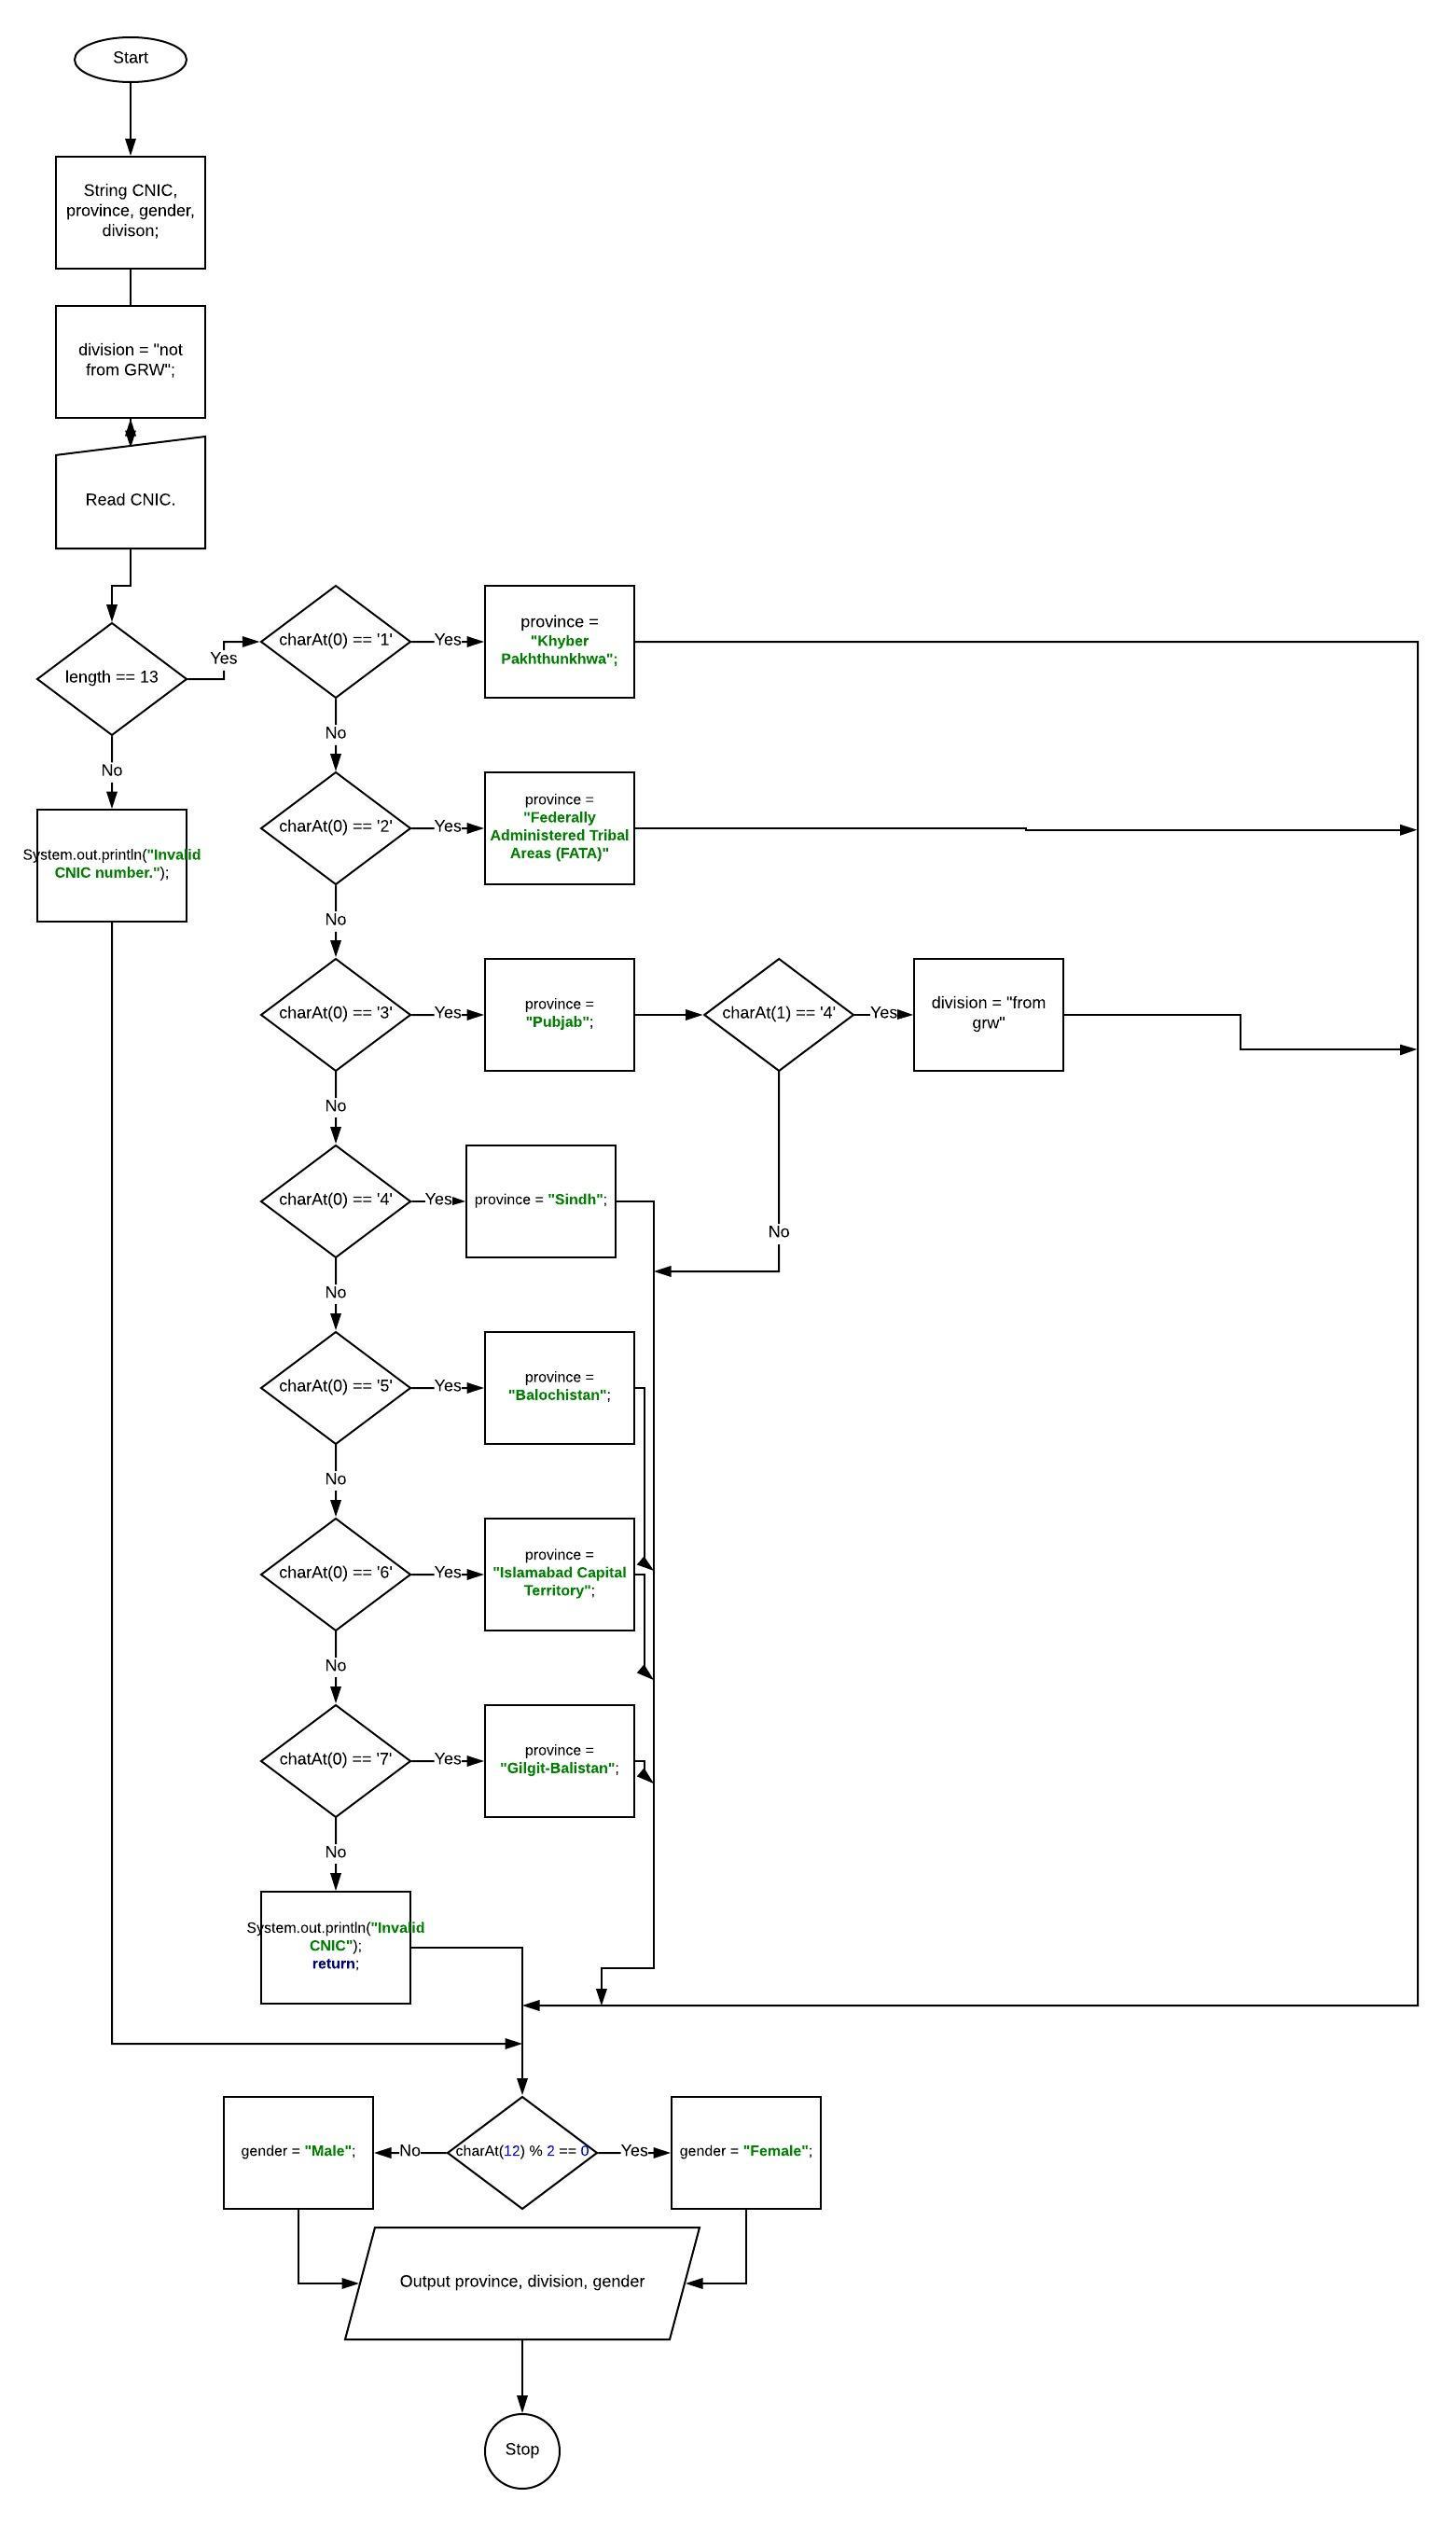 Start
String CNIC,
province, gender,
divison;
division = "not
from GRW";
Read CNIC.
length == 13
Yes
No
System.out.println("Invalid
CNIC number.");
charAt(0) == '1'
Yes
province =
"Khyber
Pakhthunkhwa";
No
charAt(0) == '2'
Yes
province =
"Federally
Administered Tribal
Areas (FATA)"
No
charAt(0) == '3'
Yes
province =
"Pubjab";
charAt(1) == '4'
Yes
division = "from
grw"
No
No
charAt(0) == '4'
Yes
province = "Sindh";
No
charAt(0) == '5'
Yes
province =
"Balochistan";
No
charAt(0) == '6'
Yes
province =
"Islamabad Capital
Territory";
No
chatAt(0) == '7'
Yes
province =
"Gilgit-Balistan";
No
System.out.println("Invalid
CNIC");
return;
gender = "Male";
No
charAt(12) % 2 == 0
Yes
gender = "Female";
Output province, division, gender
Stop